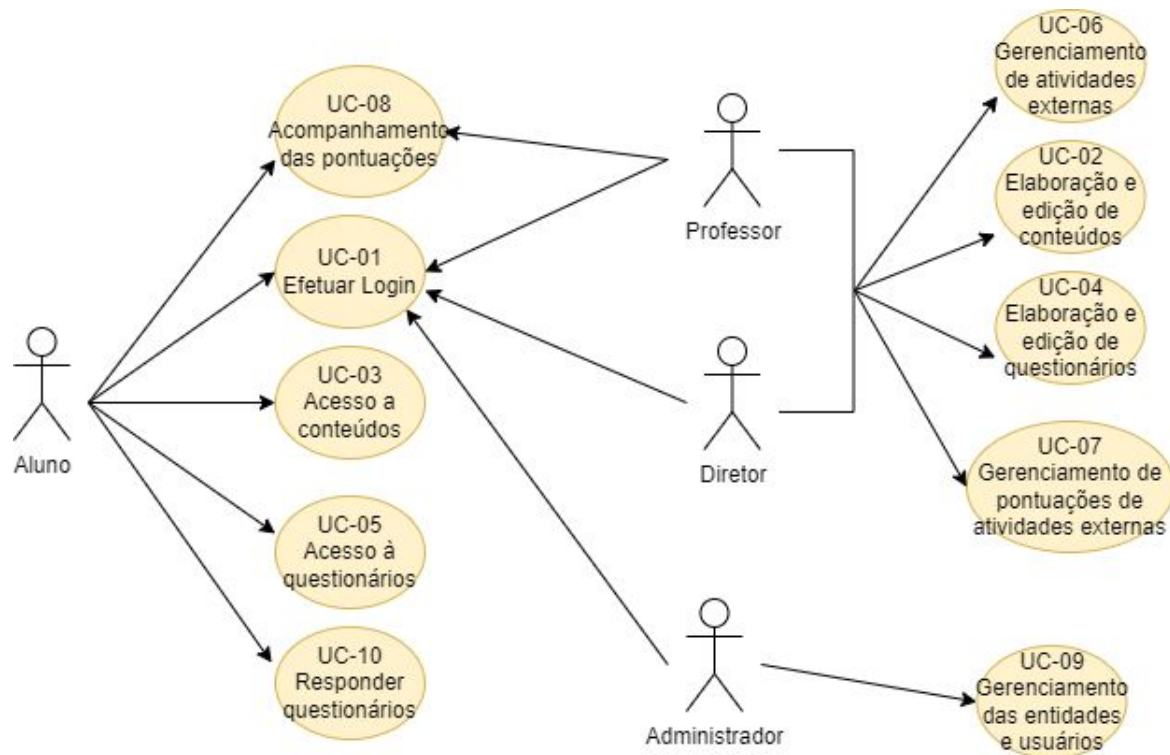 UC-08
Acompanhamento
das pontuações
UC-01
Efetuar Login
UC-03
Acesso a
conteúdos
UC-05
Acesso à
questionários
UC-10
Responder
questionários
Aluno
Professor
Diretor
Administrador
UC-06
Gerenciamento
de atividades
externas
UC-02
Elaboração e
edição de
conteúdos
UC-04
Elaboração e
edição de
questionários
UC-07
Gerenciamento de
pontuações de
atividades externas
UC-09
Gerenciamento
das entidades
e usuários